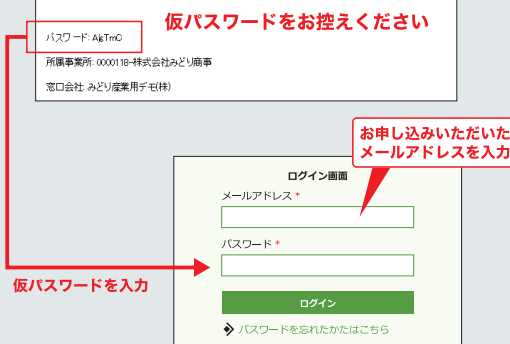 仮パスワードをお控えください
パスワード: AjgTmC
所属事業所: 0000118-株式会社みどり商事
窓口会社: みどり産業用デモ(株)
お申し込みいただいた
メールアドレスを入力
ログイン画面
メールアドレス *
パスワード *
仮パスワードを入力
ログイン
パスワードを忘れたかたはこちら